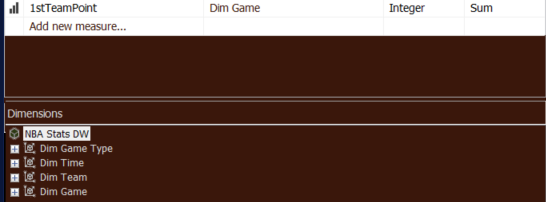 1stTeamPoint Dim Game Integer Sum
Add new measure...
Dimensions
NBA Stats DW
Dim Game Type
Dim Time
Dim Team
Dim Game